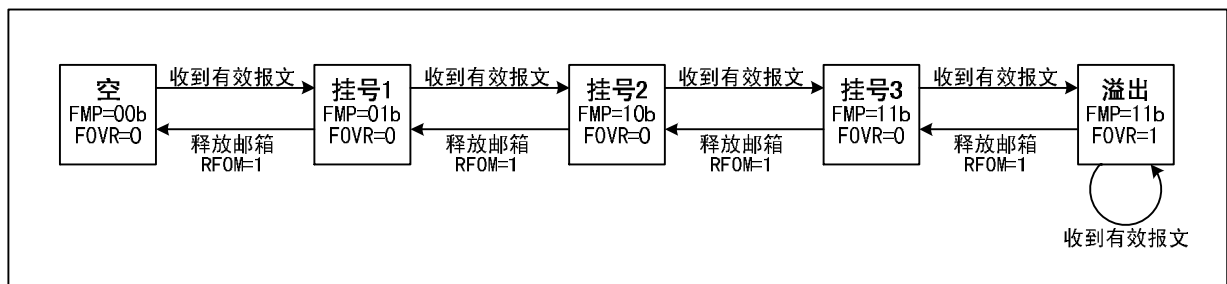 空
FMP=00b
FOVR=0
收到有效报文
释放邮箱
RFOM=1
挂号1
FMP=01b
FOVR=0
收到有效报文
释放邮箱
RFOM=1
挂号2
FMP=10b
FOVR=0
收到有效报文
释放邮箱
RFOM=1
挂号3
FMP=11b
FOVR=0
收到有效报文
释放邮箱
RFOM=1
溢出
FMP=11b
FOVR=1
收到有效报文